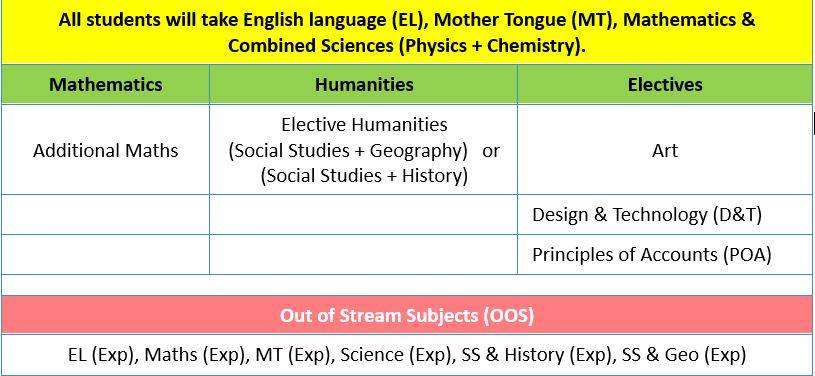 All students will take English language (EL), Mother Tongue (MT), Mathematics &
Combined Sciences (Physics + Chemistry).
Mathematics Humanities Electives
Additional Maths
Elective Humanities
(Social Studies + Geography) or
(Social Studies + History)
Art
Design & Technology (D&T)
Principles of Accounts (POA)
Out of Stream Subjects (OOS)
EL (Exp), Maths (Exp), MT (Exp), Science (Exp), SS & History (Exp), SS & Geo (Exp)